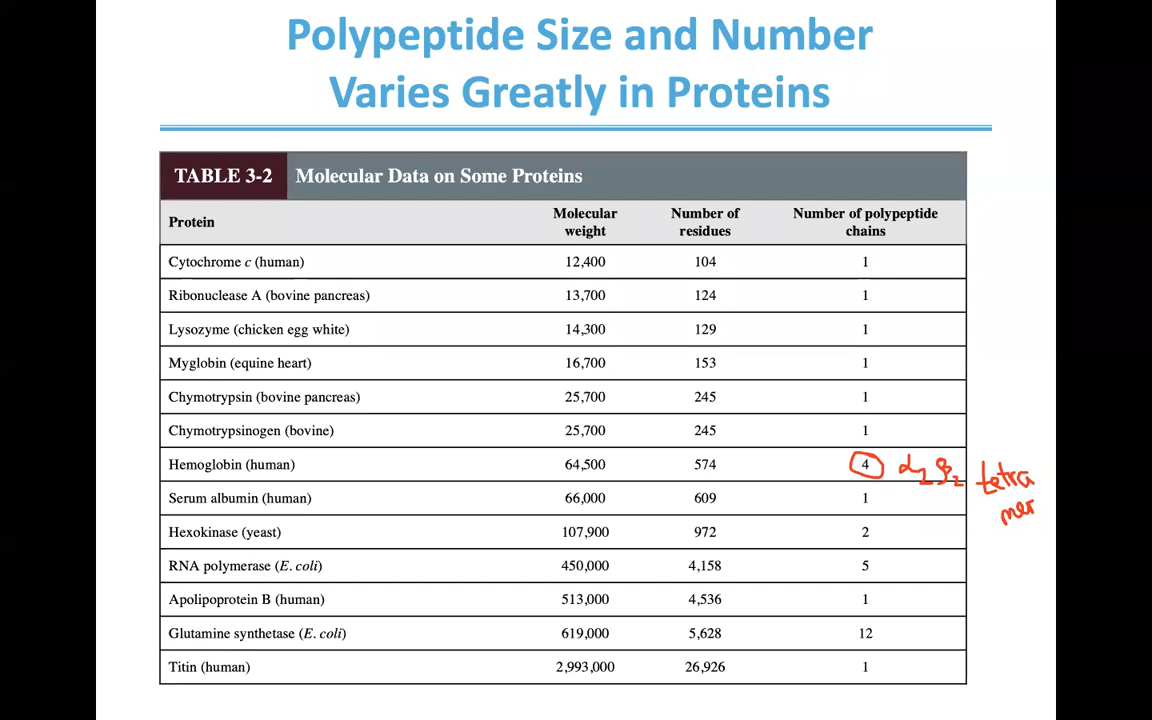 Polypeptide Size and Number
Varies Greatly in Proteins
TABLE 3-2 Molecular Data on Some Proteins
Protein Molecular weight Number of residues Number of polypeptide chains
Cytochrome c (human) 12,400 104 1
Ribonuclease A (bovine pancreas) 13,700 124 1
Lysozyme (chicken egg white) 14,300 129 1
Myglobin (equine heart) 16,700 153 1
Chymotrypsin (bovine pancreas) 25,700 245 1
Chymotrypsinogen (bovine) 25,700 245 1
Hemoglobin (human) 64,500 574 4 α2β2 tetra
mer
Serum albumin (human) 66,000 609 1
Hexokinase (yeast) 107,900 972 2
RNA polymerase (E. coli) 450,000 4,158 5
Apolipoprotein B (human) 513,000 4,536 1
Glutamine synthetase (E. coli) 619,000 5,628 12
Titin (human) 2,993,000 26,926 1